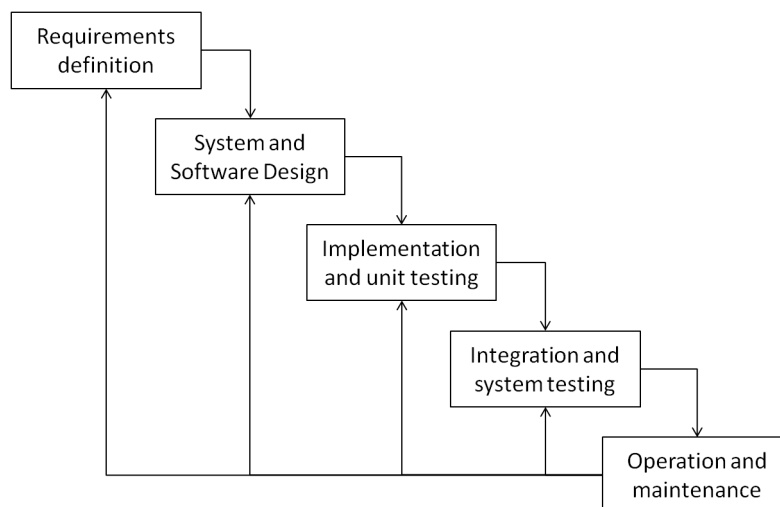 Requirements
definition
System and
Software Design
Implementation
and unit testing
Integration and
system testing
Operation and
maintenance